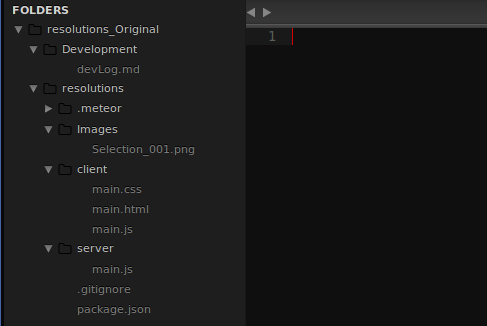 FOLDERS
resolutions_Original
Development
devLog.md
resolutions
.meteor
Images
Selection_001.png
client
main.css
main.html
main.js
server
main.js
.gitignore
package.json
1